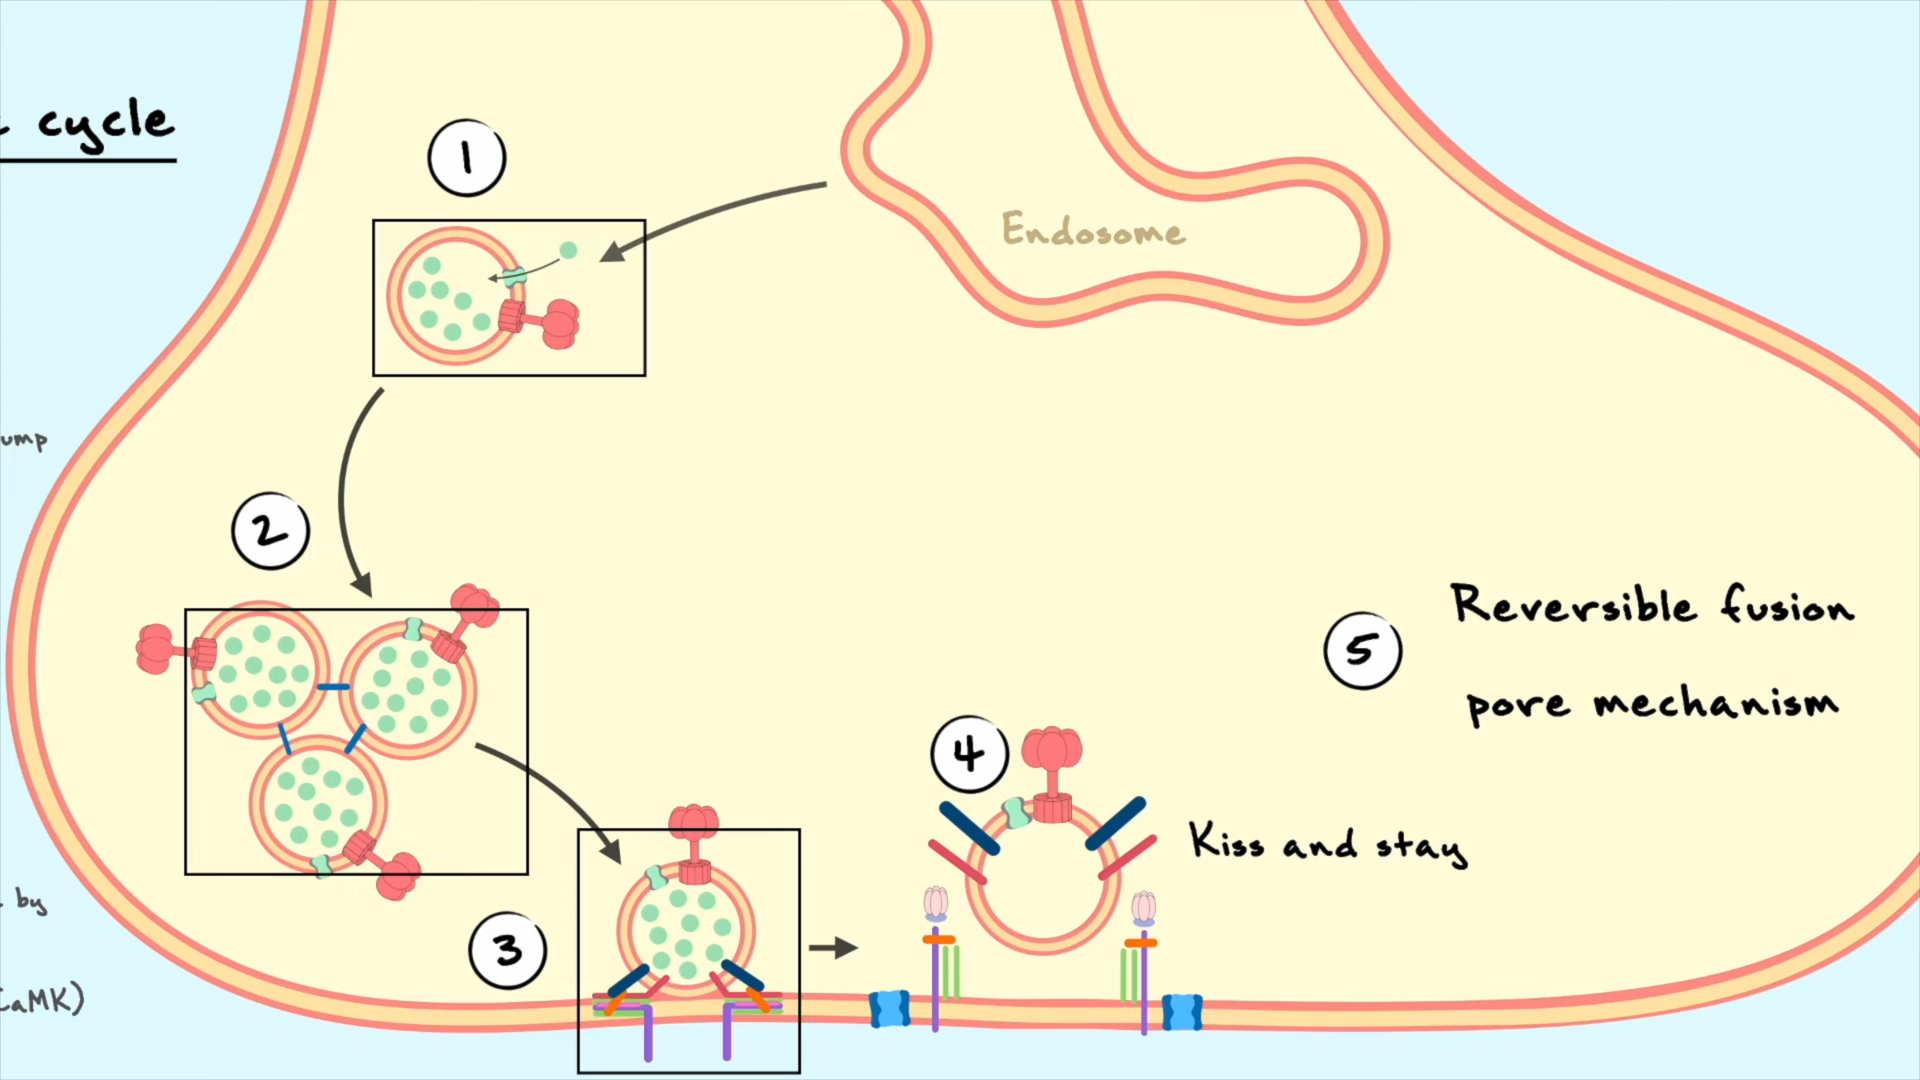 cycle
1
Endosome
ump
2
5
Reversible fusion
pore mechanism
4
Kiss and stay
by
3
CaMK)